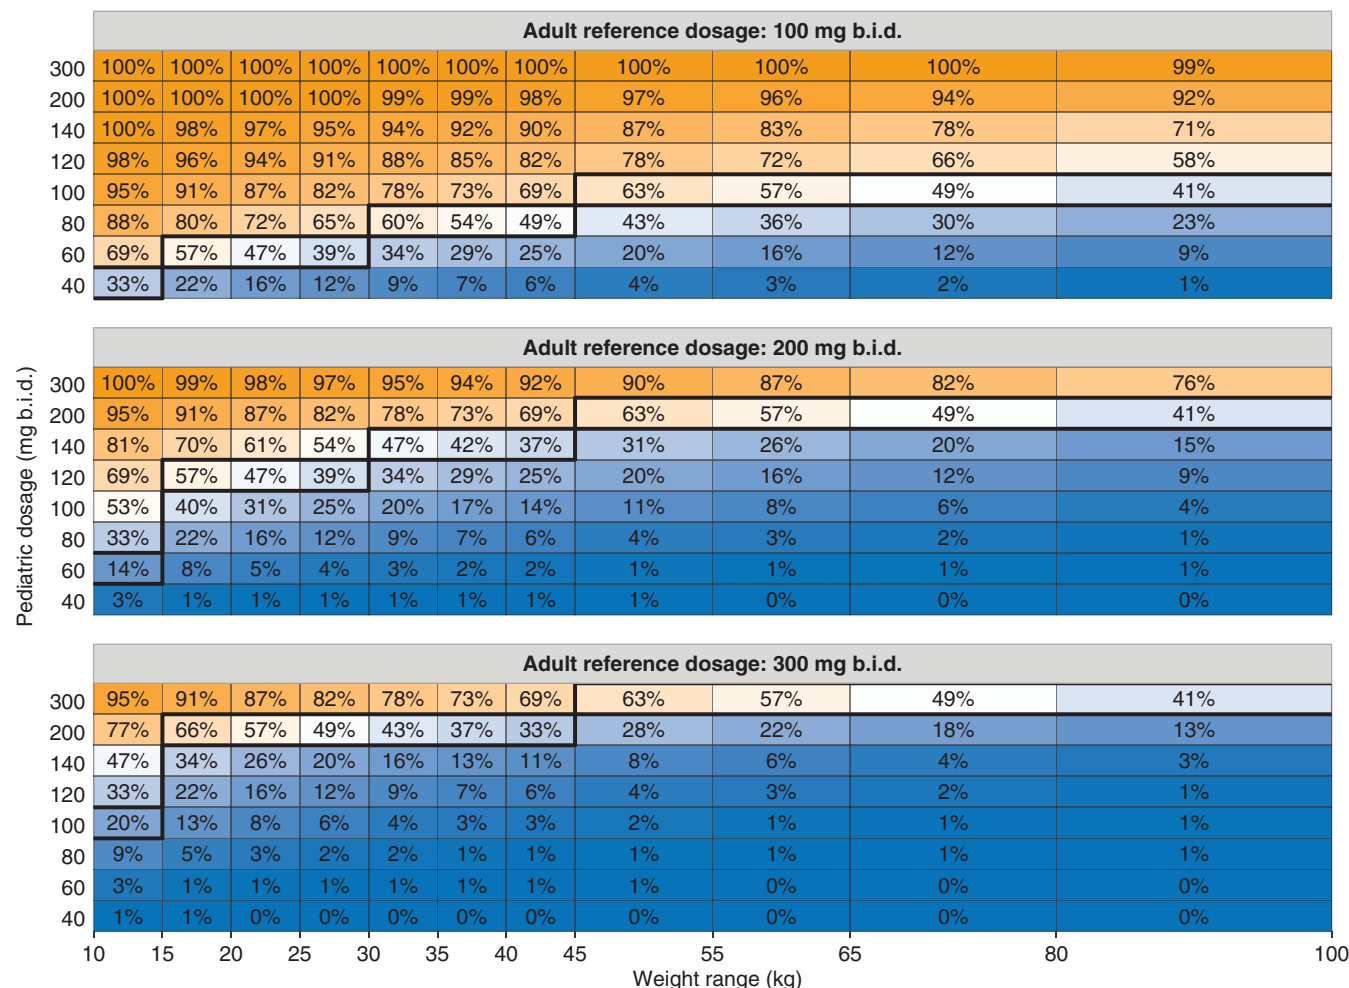 Adult reference dosage: 100 mg b.i.d.
300 100% 100% 100% 100% 100% 100% 100% 100% 100% 100% 99%
200 100% 100% 100% 100% 99% 99% 98% 97% 96% 94% 92%
140 100% 98% 97% 95% 94% 92% 90% 87% 83% 78% 71%
120 98% 96% 94% 91% 88% 85% 82% 78% 72% 66% 58%
100 95% 91% 87% 82% 78% 73% 69% 63% 57% 49% 41%
80 88% 80% 72% 65% 60% 54% 49% 43% 36% 30% 23%
60 69% 57% 47% 39% 34% 29% 25% 20% 16% 12% 9%
40 33% 22% 16% 12% 9% 7% 6% 4% 3% 2% 1%
Pediatric dosage (mg b.i.d.)
Adult reference dosage: 200 mg b.i.d.
300 100% 99% 98% 97% 95% 94% 92% 90% 87% 82% 76%
200 95% 91% 87% 82% 78% 73% 69% 63% 57% 49% 41%
140 81% 70% 61% 54% 47% 42% 37% 31% 26% 20% 15%
120 69% 57% 47% 39% 34% 29% 25% 20% 16% 12% 9%
100 53% 40% 31% 25% 20% 17% 14% 11% 8% 6% 4%
80 33% 22% 16% 12% 9% 7% 6% 4% 3% 2% 1%
60 14% 8% 5% 4% 3% 2% 2% 1% 1% 1% 1%
40 3% 1% 1% 1% 1% 1% 1% 1% 0% 0% 0%
Adult reference dosage: 300 mg b.i.d.
300 95% 91% 87% 82% 78% 73% 69% 63% 57% 49% 41%
200 77% 66% 57% 49% 43% 37% 33% 28% 22% 18% 13%
140 47% 34% 26% 20% 16% 13% 11% 8% 6% 4% 3%
120 33% 22% 16% 12% 9% 7% 6% 4% 3% 2% 1%
100 20% 13% 8% 6% 4% 3% 3% 2% 1% 1% 1%
80 9% 5% 3% 2% 2% 1% 1% 1% 1% 1% 1%
60 3% 1% 1% 1% 1% 1% 1% 1% 0% 0% 0%
40 1% 1% 0% 0% 0% 0% 0% 0% 0% 0% 0%
10 15 20 25 30 35 40 45 55 65 80 100
Weight range (kg)